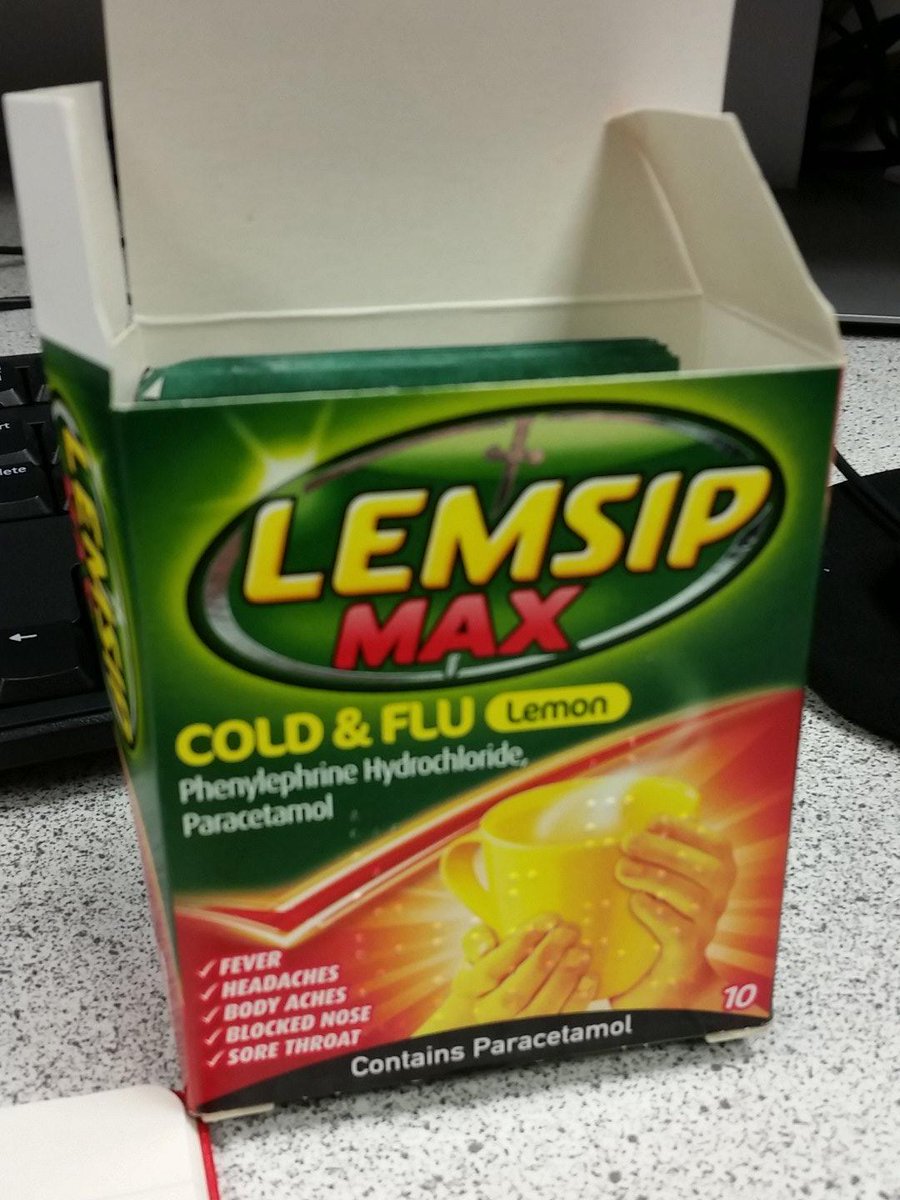 LEMSIP
MAX
COLD & FLU Lemon
Phenylephrine Hydrochloride,
Paracetamol
✓ FEVER
✓ HEADACHES
✓ BODY ACHES
✓ BLOCKED NOSE
✓ SORE THROAT
10
Contains Paracetamol
LEMSIP